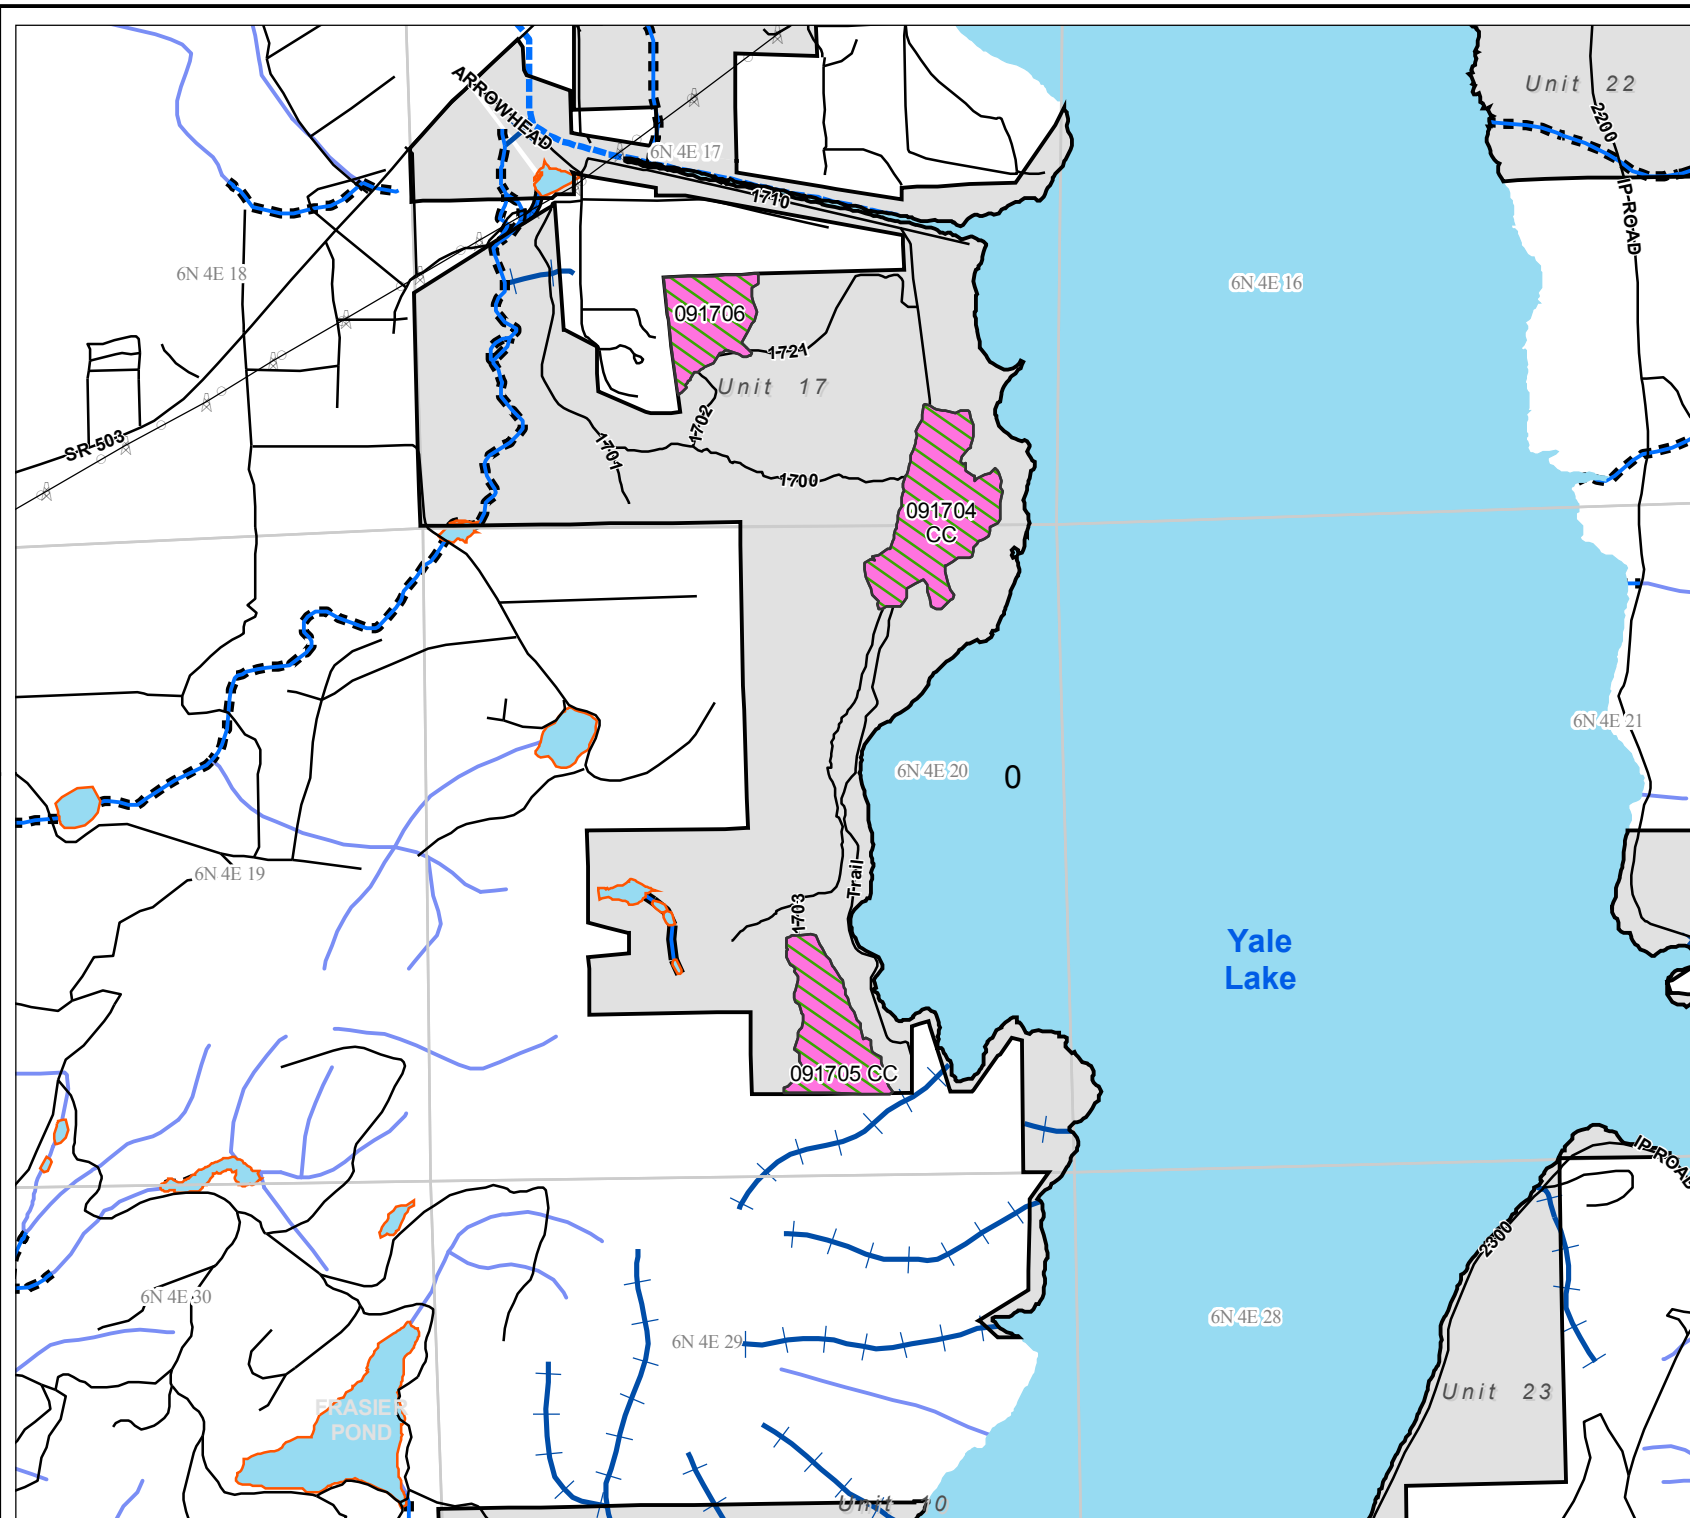 Unit 22
ARROWHEAD
2200
6N 4E 17
1710
IP-ROAD
6N 4E 18
6N 4E 16
091706
1721
Unit 17
1702
SR-503
1701
1700
091704
CC
6N 4E 21
6N 4E 20
0
6N 4E 19
Trail
1703
Yale
Lake
091705 CC
IP-ROAD
2300
6N 4E 30
6N 4E 28
6N 4E 29
Unit 23
FRASIER
POND
Unit 10